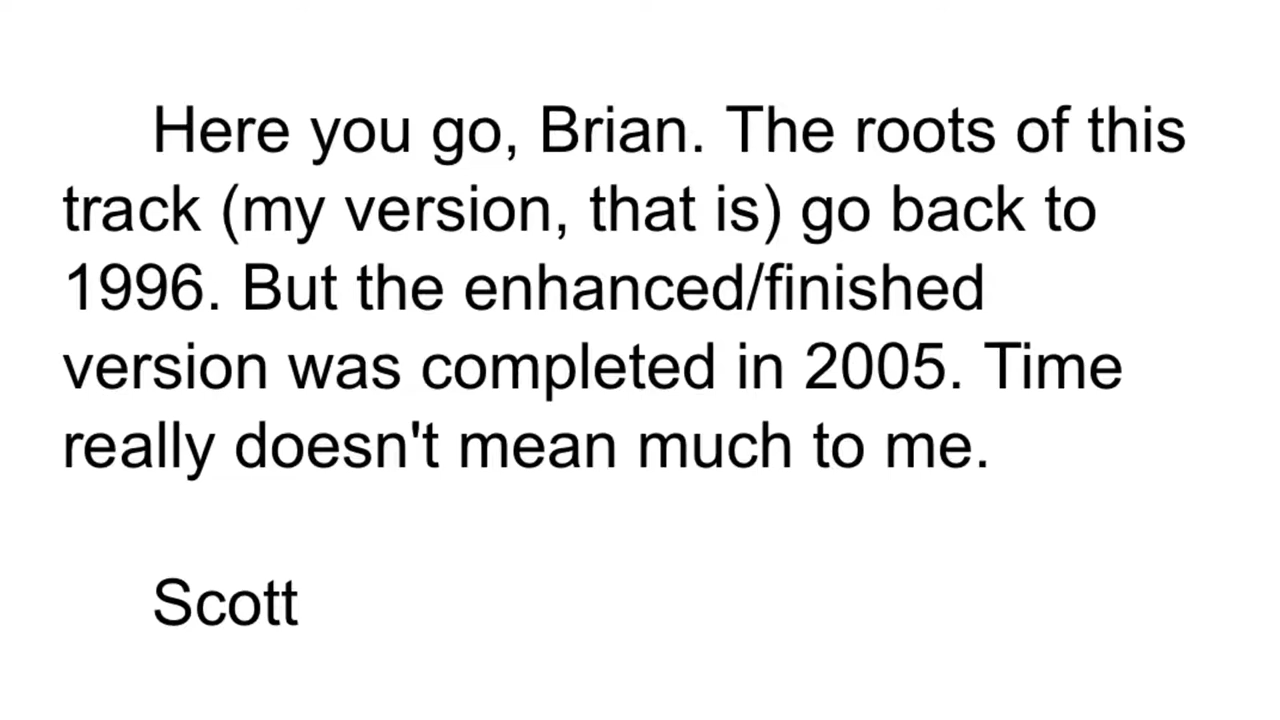 Here you go, Brian. The roots of this
track (my version, that is) go back to
1996. But the enhanced/finished
version was completed in 2005. Time
really doesn't mean much to me.
Scott